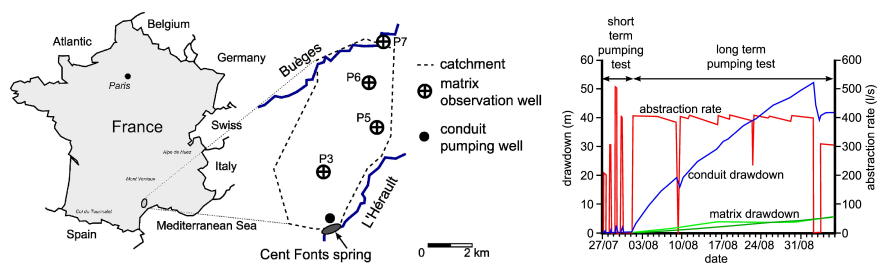 Belgium
Atlantic
Germany
Paris
France
Swiss
Alpe de Huez
Italy
Mont Ventoux
Col du Tourmalet
Spain
Mediterranean Sea
Buèges
P7
P6
P5
P3
L'Hérault
Cent Fonts spring
catchment
matrix
observation well
conduit
pumping well
0
2 km
short
term
pumping
test
long term
pumping test
60
50
40
30
20
10
0
drawdown (m)
600
500
400
300
200
100
0
abstraction rate (l/s)
abstraction rate
conduit drawdown
matrix drawdown
27/07
03/08
10/08
17/08
24/08
31/08
date